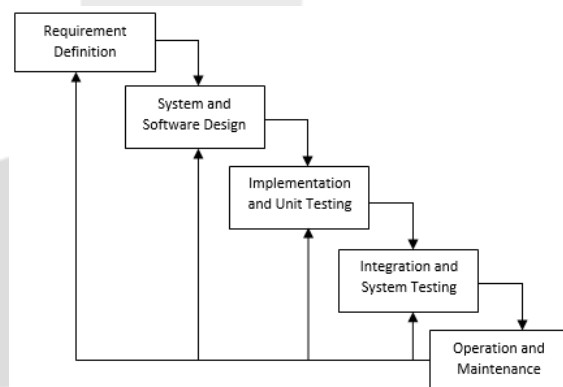 Requirement
Definition
System and
Software Design
Implementation
and Unit Testing
Integration and
System Testing
Operation and
Maintenance